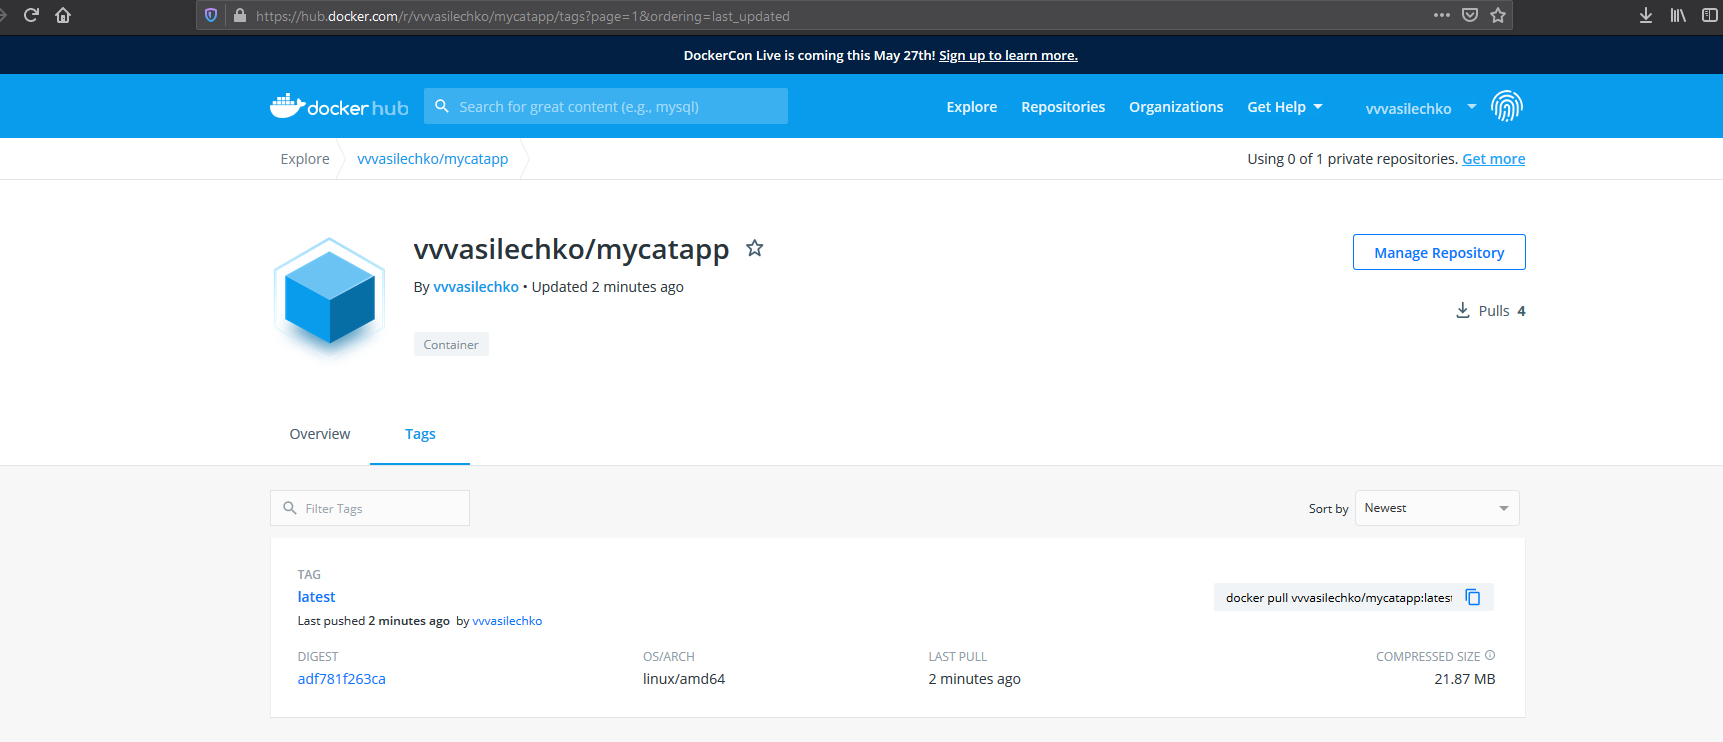 https://hub.docker.com/r/vvvasilechko/mycatapp/tags?page=1&ordering=last_updated
DockerCon Live is coming this May 27th! Sign up to learn more.
docker hub
Search for great content (e.g., mysql)
Explore
Repositories
Organizations
Get Help
vvvasilechko
Explore
vvvasilechko/mycatapp
Using 0 of 1 private repositories. Get more
vvvasilechko/mycatapp
Manage Repository
By vvvasilechko • Updated 2 minutes ago
Pulls 4
Container
Overview
Tags
Filter Tags
Sort by
Newest
TAG
latest
docker pull vvvasilechko/mycatapp:latest
Last pushed 2 minutes ago by vvvasilechko
DIGEST
OS/ARCH
LAST PULL
COMPRESSED SIZE
adf781f263ca
linux/amd64
2 minutes ago
21.87 MB